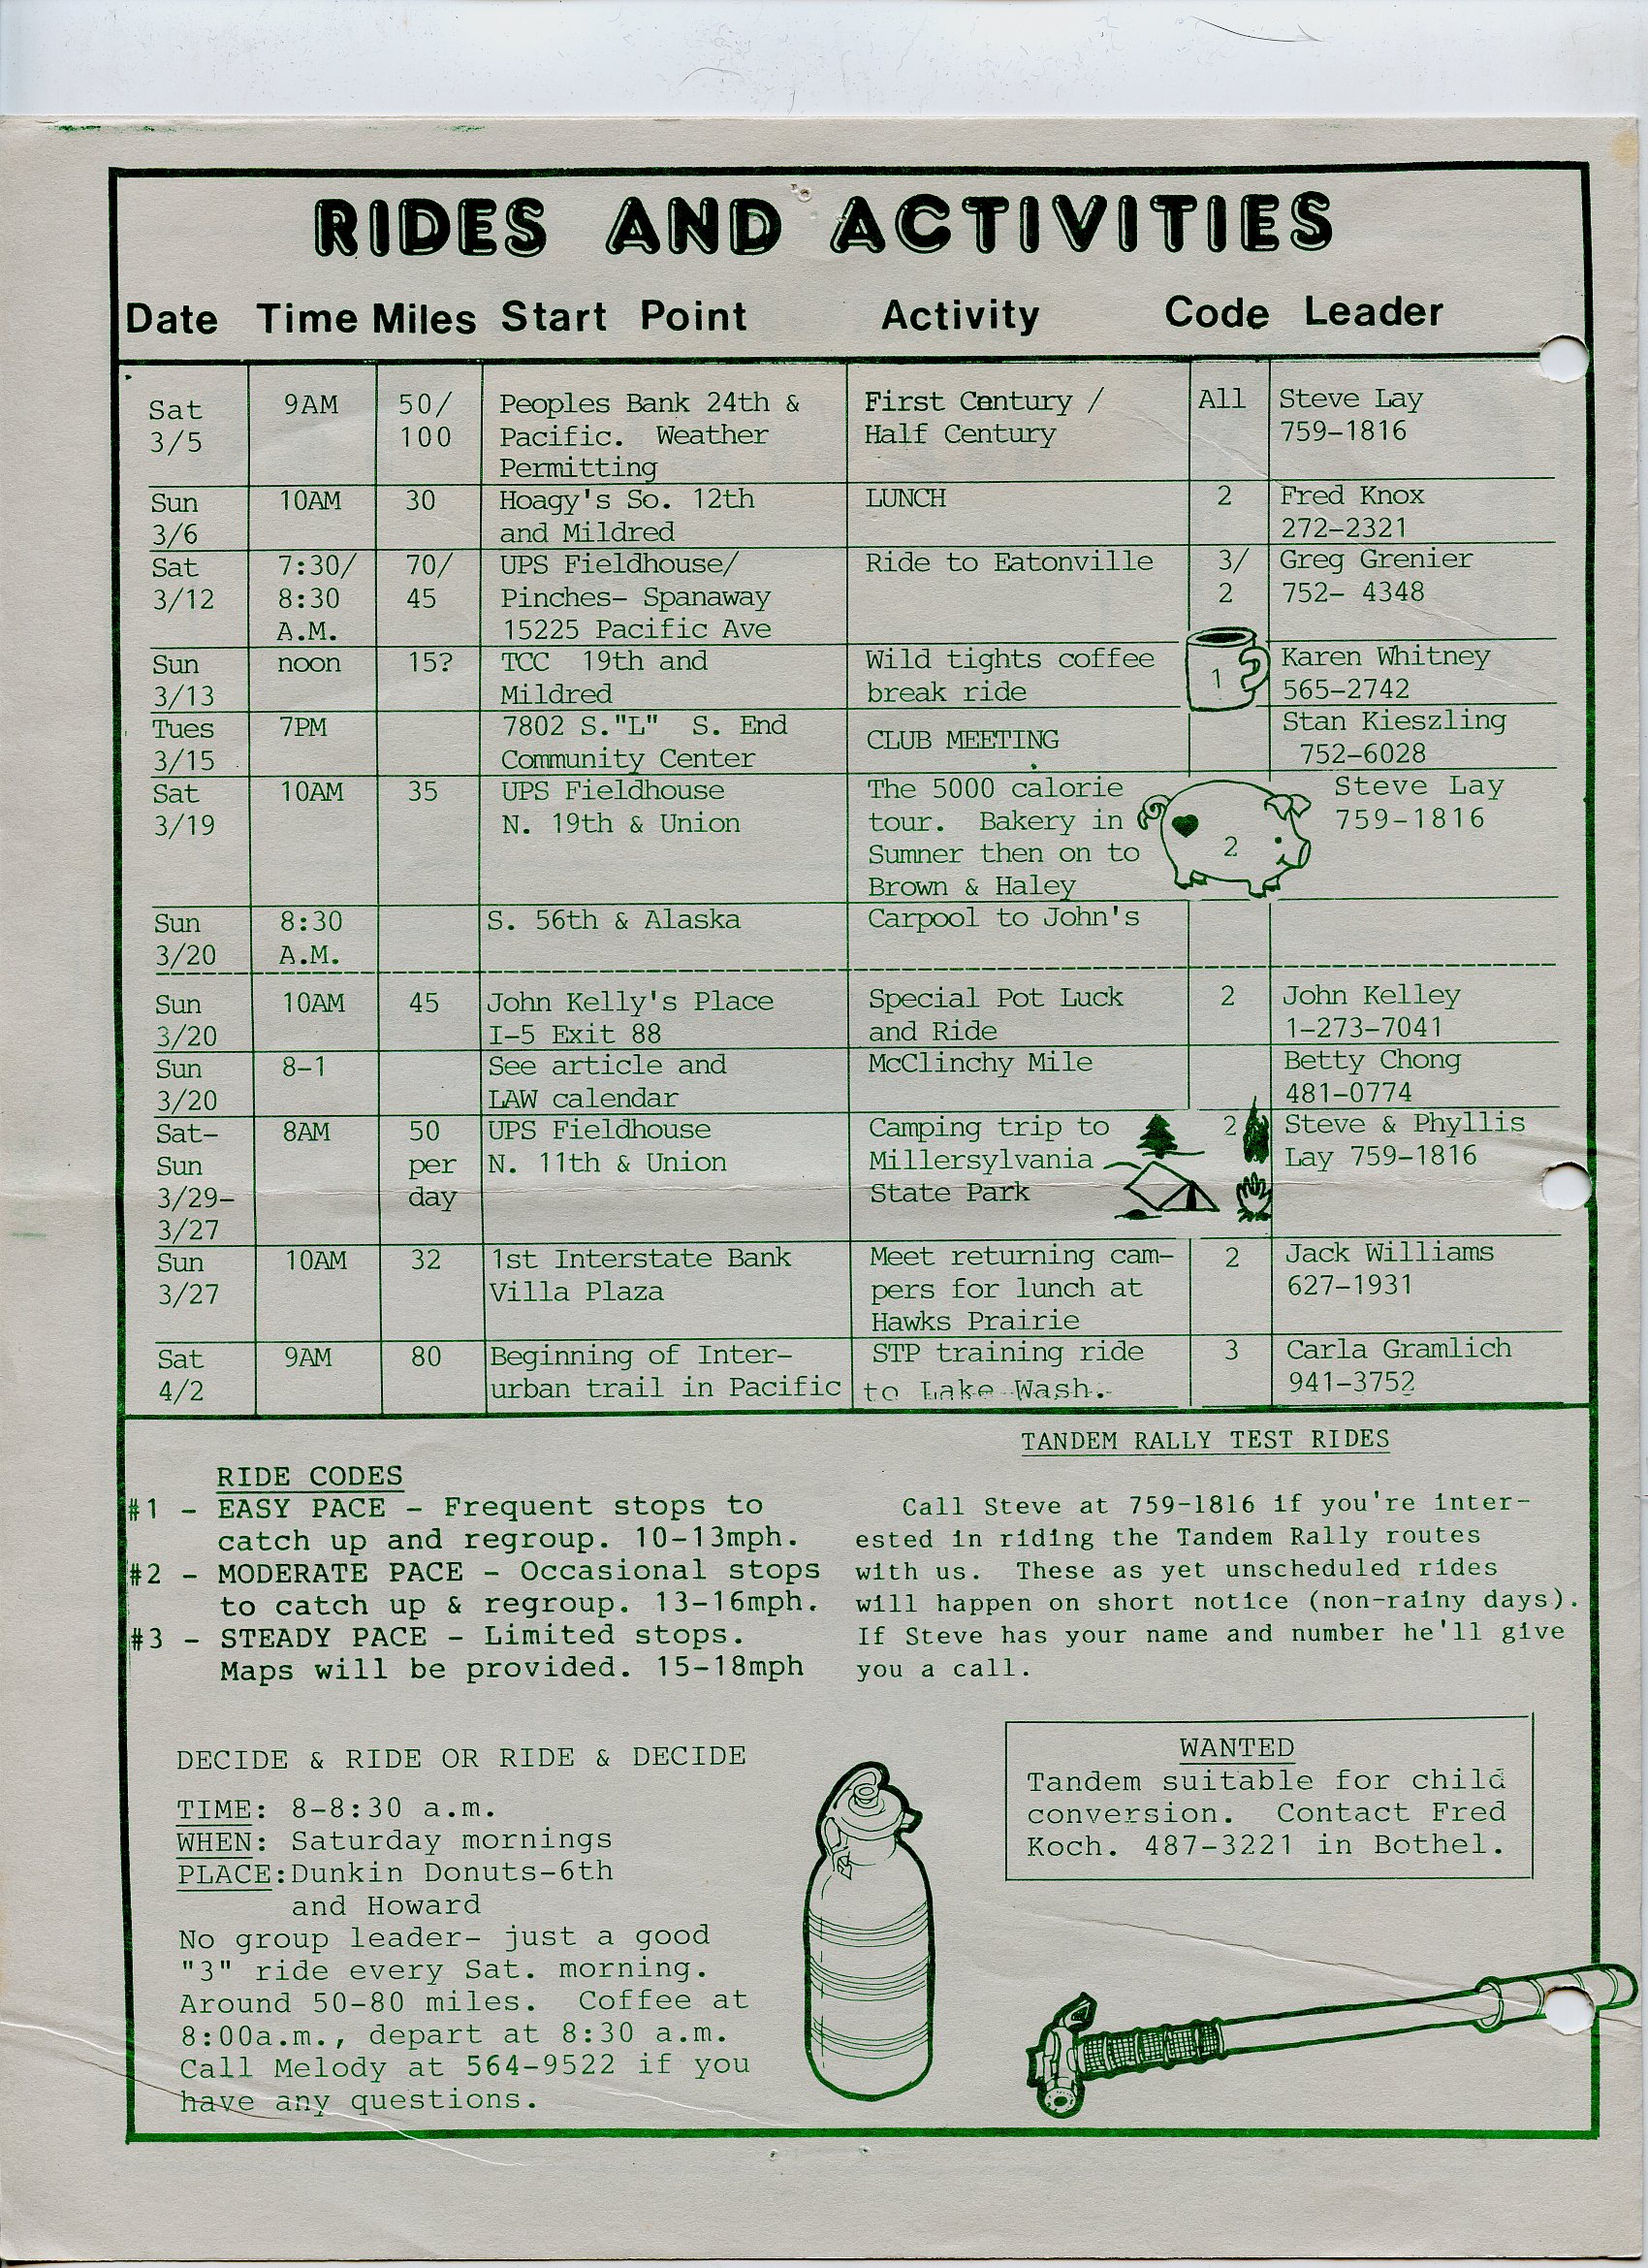 RIDES AND ACTIVITIES
Date Time Miles Start Point Activity Code Leader
Sat 9AM 50/ Peoples Bank 24th & First Century / All Steve Lay
3/5 100 Pacific. Weather Half Century 759-1816
Permitting
Sun 10AM 30 Hoagy's So. 12th LUNCH 2 Fred Knox
3/6 and Mildred 272-2321
Sat 7:30/ 70/ UPS Fieldhouse/ Ride to Eatonville 3/ Greg Grenier
3/12 8:30 45 Pinches- Spanaway 2 752- 4348
A.M. 15225 Pacific Ave
Sun noon 15? TCC 19th and Wild tights coffee 1 Karen Whitney
3/13 Mildred break ride 565-2742
Tues 7PM 7802 S."L" S. End CLUB MEETING Stan Kieszling
3/15 Community Center 752-6028
Sat 10AM 35 UPS Fieldhouse The 5000 calorie Steve Lay
3/19 N. 19th & Union tour. Bakery in 2 759-1816
Sumner then on to
Brown & Haley
Sun 8:30 S. 56th & Alaska Carpool to John's
3/20 A.M.
Sun 10AM 45 John Kelly's Place Special Pot Luck 2 John Kelley
3/20 I-5 Exit 88 and Ride 1-273-7041
Sun 8-1 See article and McClinchy Mile Betty Chong
3/20 LAW calendar 481-0774
Sat- 8AM 50 UPS Fieldhouse Camping trip to 2 Steve & Phyllis
Sun per N. 11th & Union Millersylvania Lay 759-1816
3/29- day State Park
3/27
Sun 10AM 32 1st Interstate Bank Meet returning cam- 2 Jack Williams
3/27 Villa Plaza pers for lunch at 627-1931
Hawks Prairie
Sat 9AM 80 Beginning of Inter- STP training ride 3 Carla Gramlich
4/2 urban trail in Pacific to Lake Wash. 941-3752
RIDE CODES
#1 - EASY PACE - Frequent stops to
catch up and regroup. 10-13mph.
#2 - MODERATE PACE - Occasional stops
to catch up & regroup. 13-16mph.
#3 - STEADY PACE - Limited stops.
Maps will be provided. 15-18mph
TANDEM RALLY TEST RIDES
Call Steve at 759-1816 if you're inter-
ested in riding the Tandem Rally routes
with us. These as yet unscheduled rides
will happen on short notice (non-rainy days).
If Steve has your name and number he'll give
you a call.
DECIDE & RIDE OR RIDE & DECIDE
TIME: 8-8:30 a.m.
WHEN: Saturday mornings
PLACE:Dunkin Donuts-6th
and Howard
No group leader- just a good
"3" ride every Sat. morning.
Around 50-80 miles. Coffee at
8:00a.m., depart at 8:30 a.m.
Call Melody at 564-9522 if you
have any questions.
WANTED
Tandem suitable for child
conversion. Contact Fred
Koch. 487-3221 in Bothel.